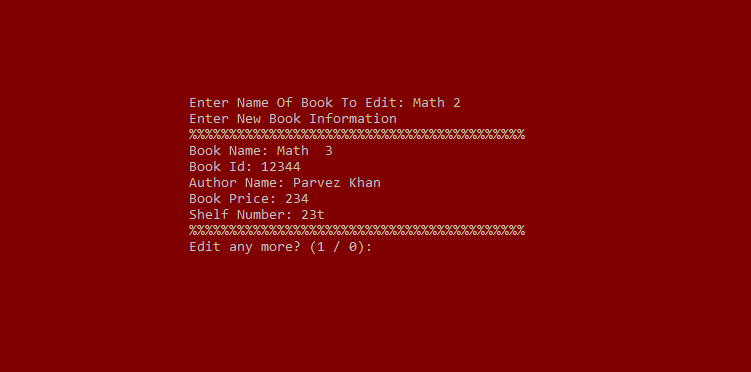 Enter Name Of Book To Edit: Math 2
Enter New Book Information
%%%%%%%%%%%%%%%%%%%%%%%%%%%%%%%%%%%%%%%%%%
Book Name: Math  3
Book Id: 12344
Author Name: Parvez Khan
Book Price: 234
Shelf Number: 23t
%%%%%%%%%%%%%%%%%%%%%%%%%%%%%%%%%%%%%%%%%%
Edit any more? (1 / 0):